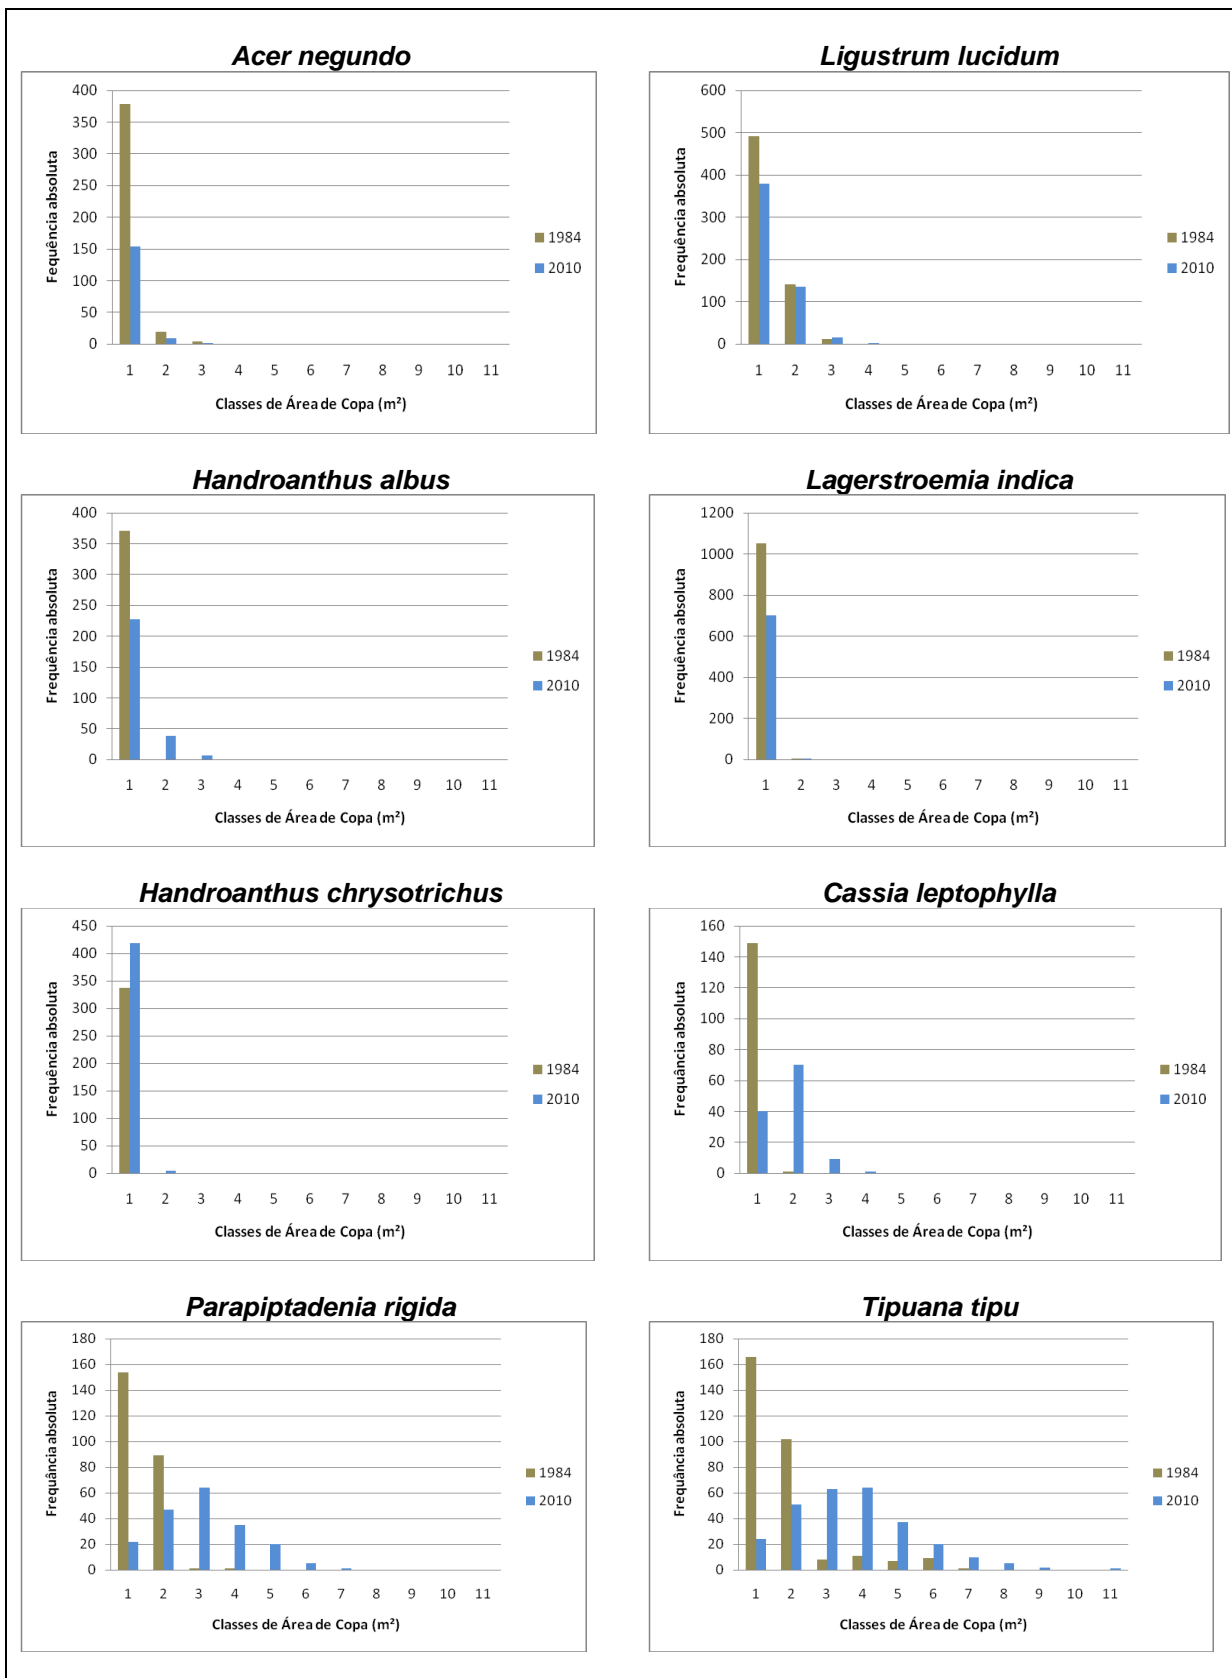 Acer negundo
400
350
300
250
200
150
100
50
0
Fequência absoluta
1 2 3 4 5 6 7 8 9 10 11
Classes de Área de Copa (m²)
1984
2010
Ligustrum lucidum
600
500
400
300
200
100
0
Frequência absoluta
1 2 3 4 5 6 7 8 9 10 11
Classes de Área de Copa (m²)
1984
2010
Handroanthus albus
400
350
300
250
200
150
100
50
0
Frequência absoluta
1 2 3 4 5 6 7 8 9 10 11
Classes de Área de Copa (m²)
1984
2010
Lagerstroemia indica
1200
1000
800
600
400
200
0
Frequência absoluta
1 2 3 4 5 6 7 8 9 10 11
Classes de Área de Copa (m²)
1984
2010
Handroanthus chrysotrichus
450
400
350
300
250
200
150
100
50
0
Frequência absoluta
1 2 3 4 5 6 7 8 9 10 11
Classes de Área de Copa (m²)
1984
2010
Cassia leptophylla
160
140
120
100
80
60
40
20
0
Frequância absoluta
1 2 3 4 5 6 7 8 9 10 11
Classes de Área de Copa (m²)
1984
2010
Parapiptadenia rigida
180
160
140
120
100
80
60
40
20
0
Frequância absoluta
1 2 3 4 5 6 7 8 9 10 11
Classes de Área de Copa (m²)
1984
2010
Tipuana tipu
180
160
140
120
100
80
60
40
20
0
Frequância absoluta
1 2 3 4 5 6 7 8 9 10 11
Classes de Área de Copa (m²)
1984
2010